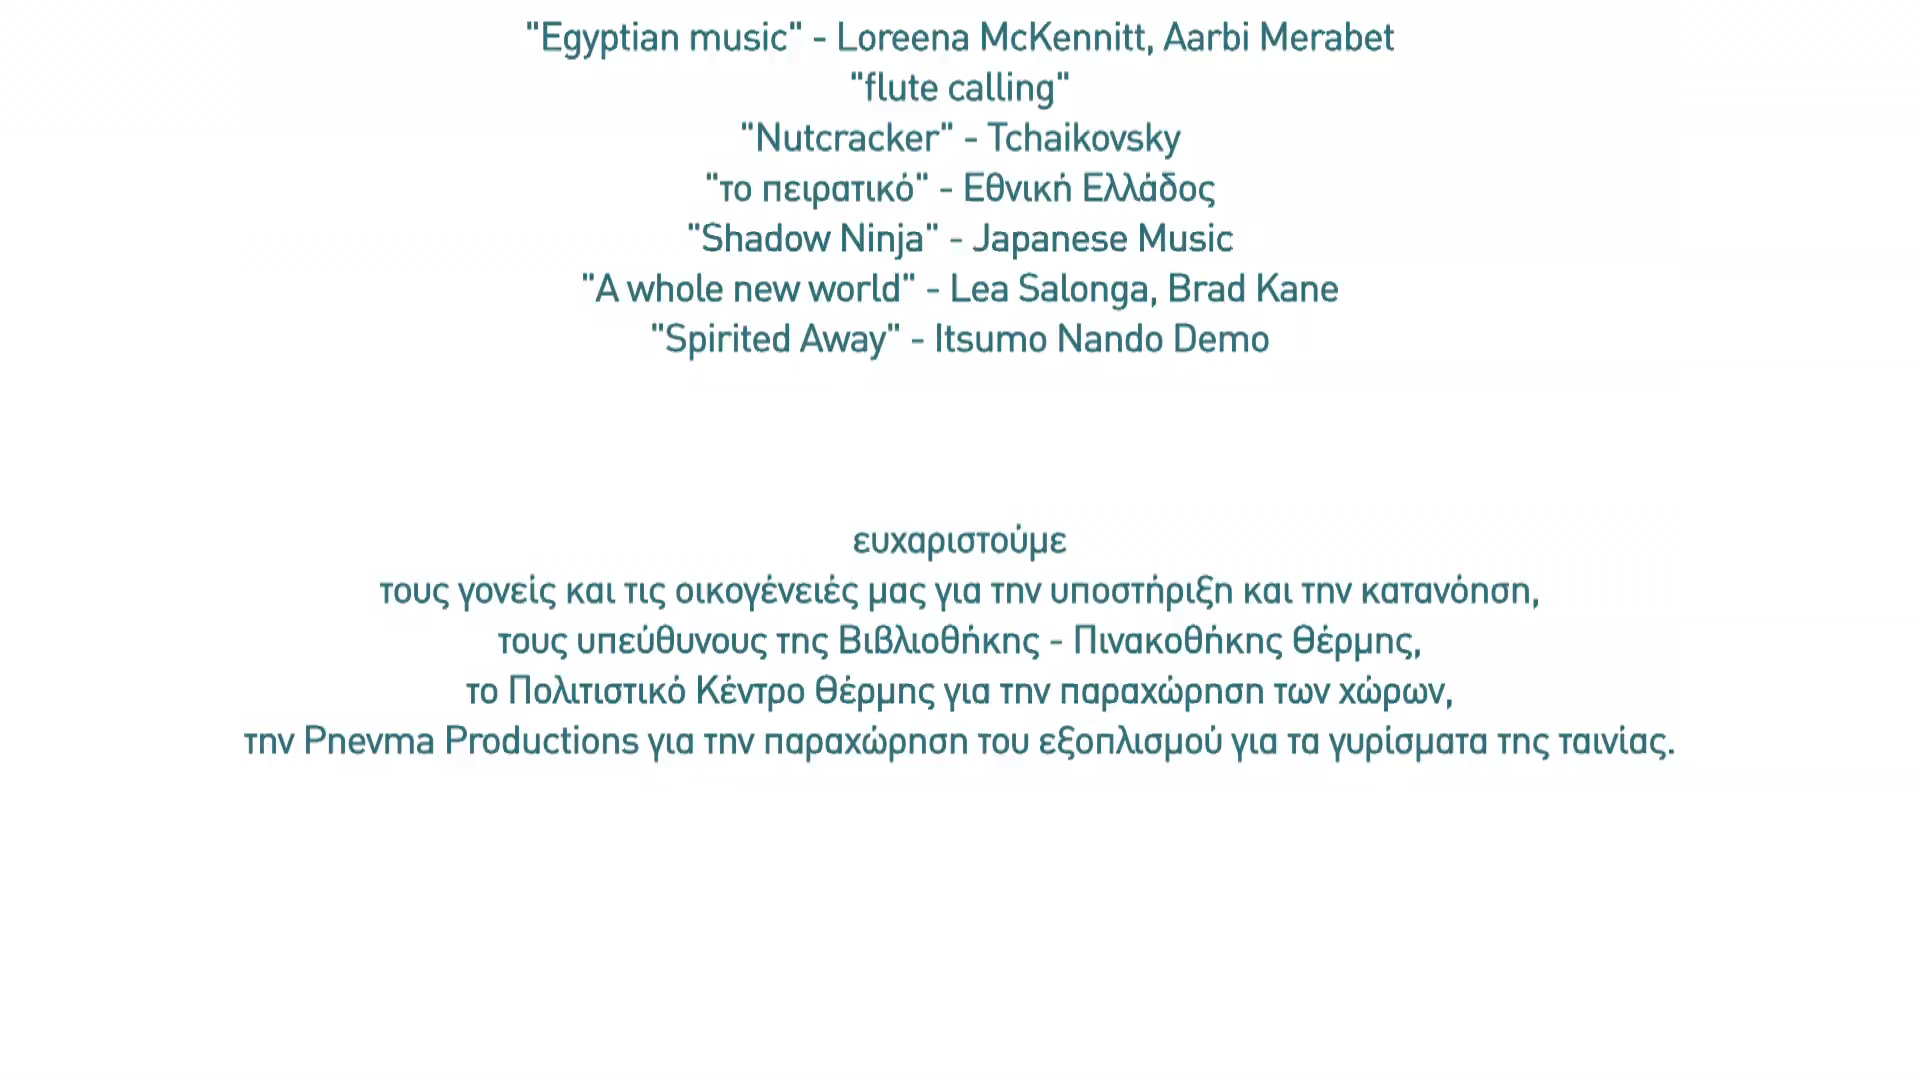 "Egyptian music" - Loreena McKennitt, Aarbi Merabet
"flute calling"
"Nutcracker" - Tchaikovsky
"το πειρατικό" - Εθνική Ελλάδος
"Shadow Ninja" - Japanese Music
"A whole new world" - Lea Salonga, Brad Kane
"Spirited Away" - Itsumo Nando Demo
ευχαριστούμε
τους γονείς και τις οικογένειές μας για την υποστήριξη και την κατανόηση,
τους υπεύθυνους της Βιβλιοθήκης - Πινακοθήκης Θέρμης,
το Πολιτιστικό Κέντρο Θέρμης για την παραχώρηση των χώρων,
την Pnevma Productions για την παραχώρηση του εξοπλισμού για τα γυρίσματα της ταινίας.